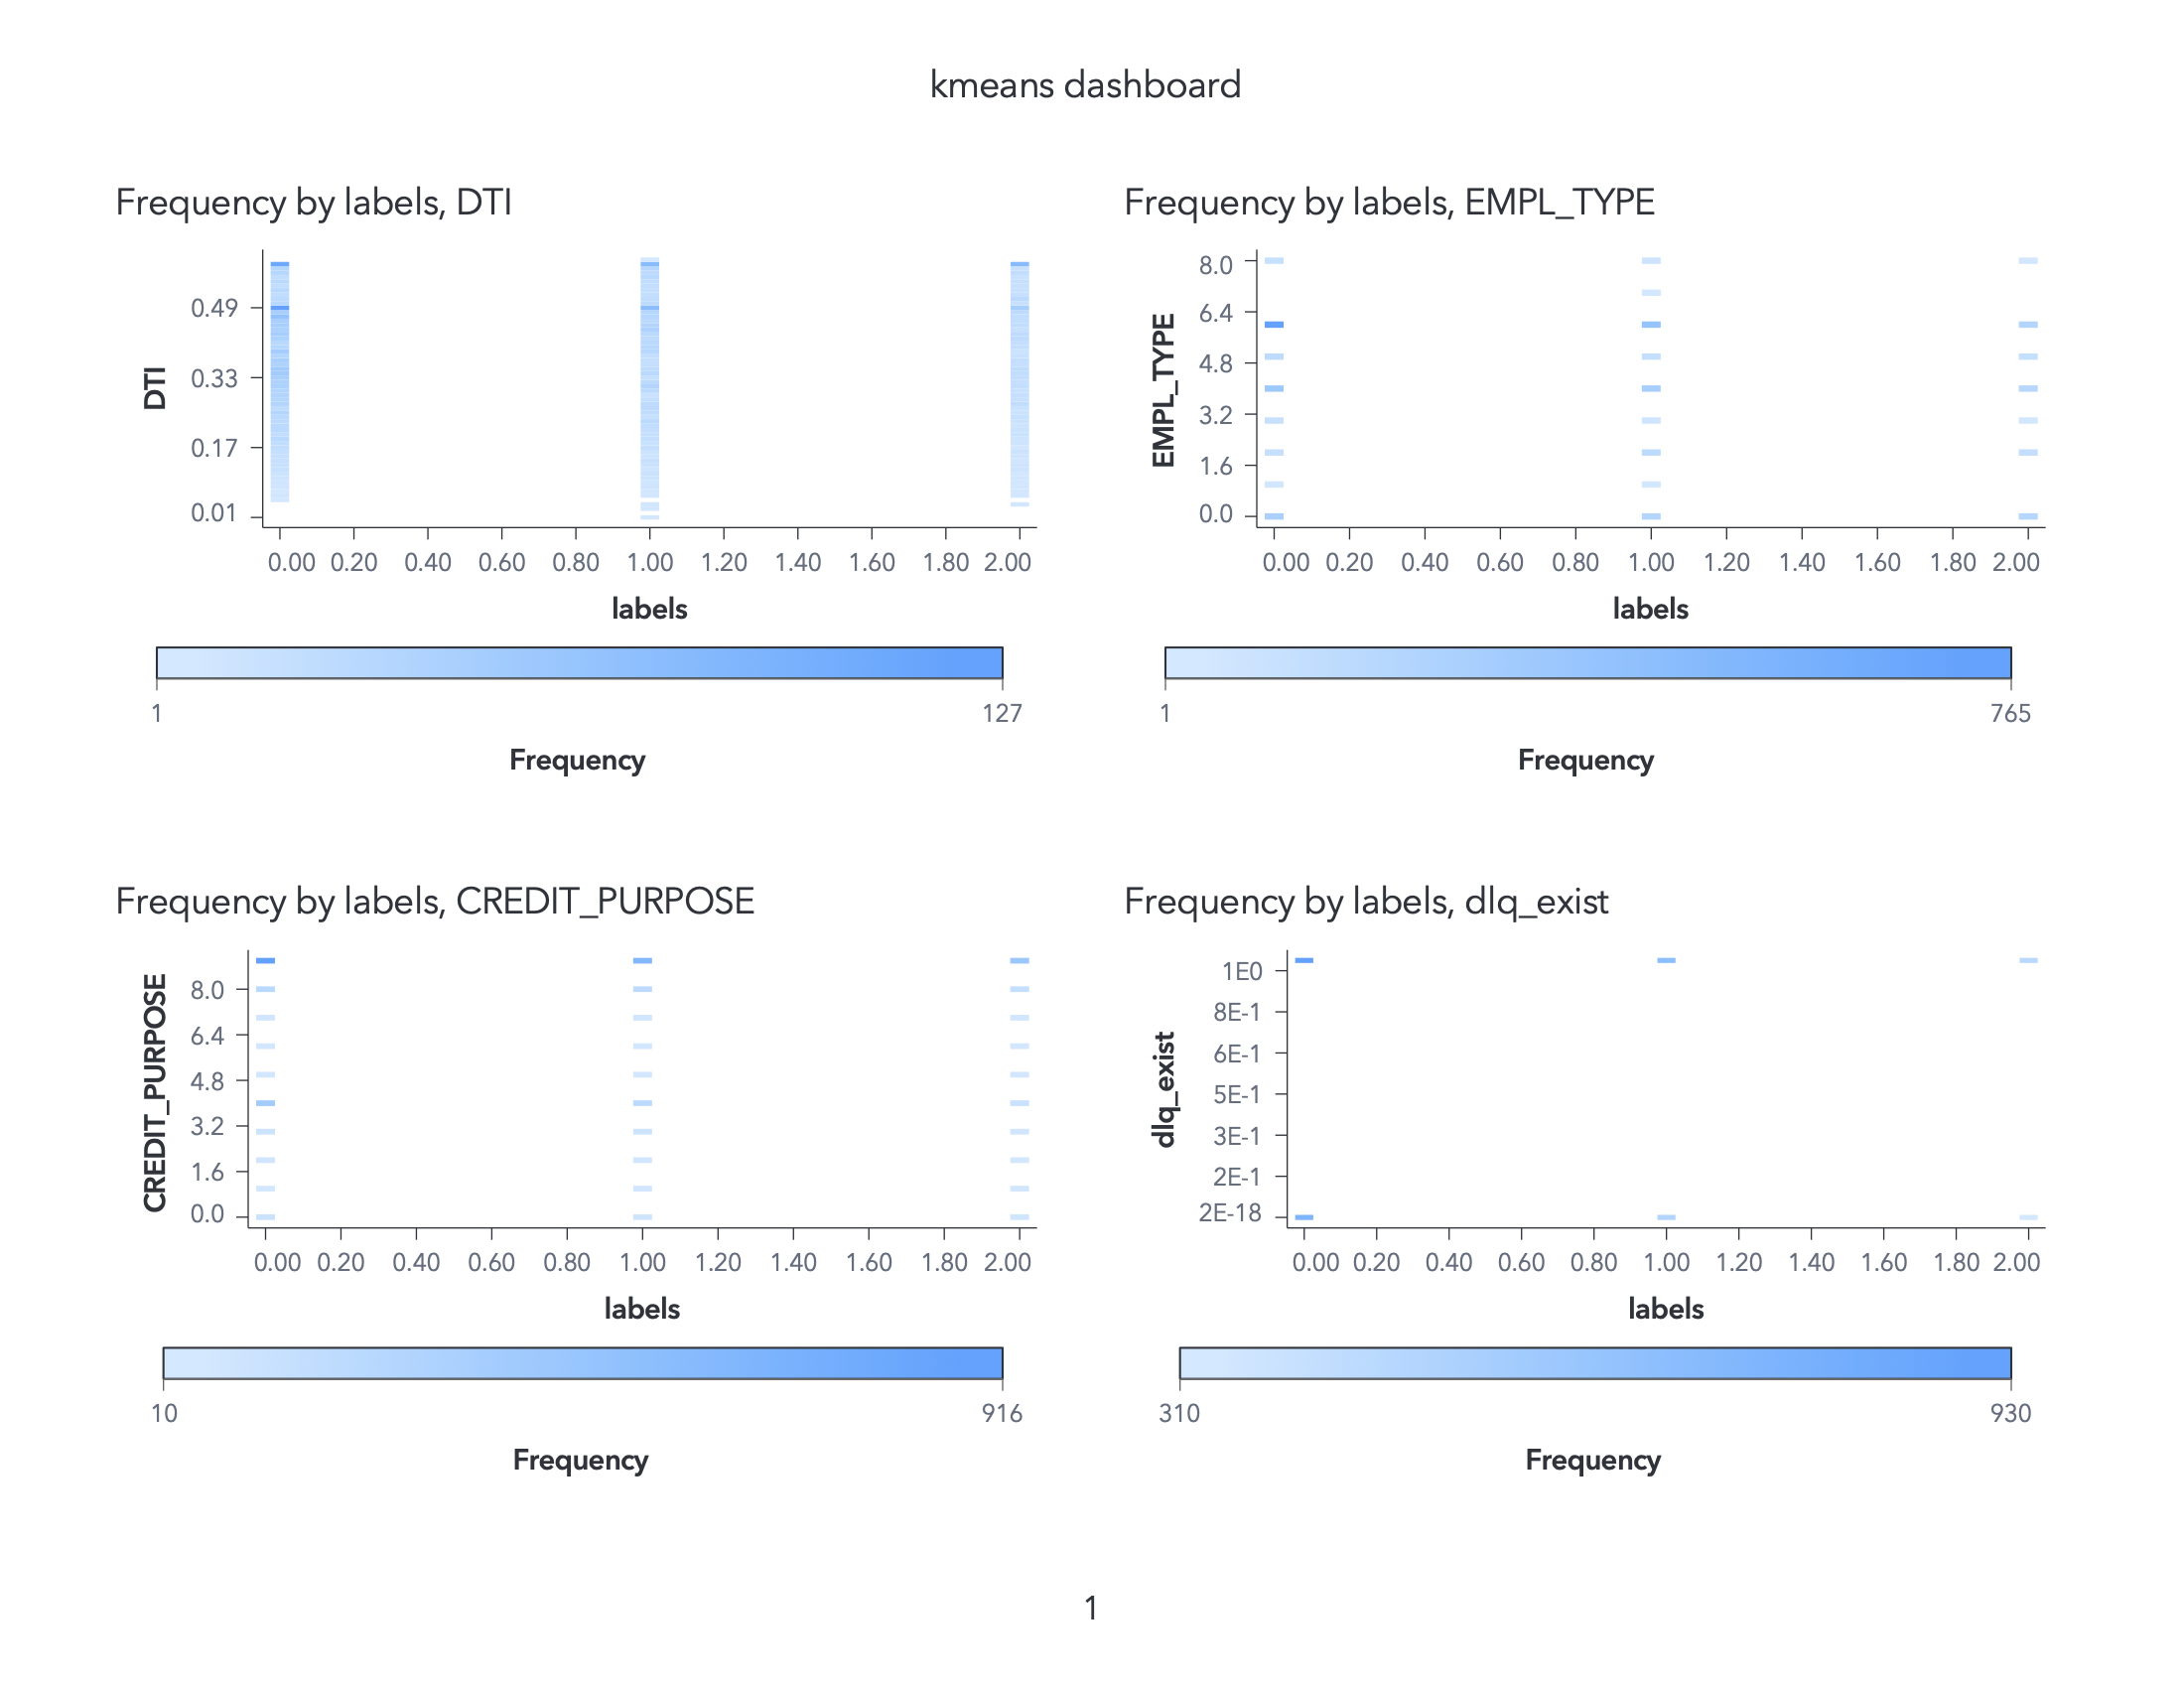 kmeans dashboard
Frequency by labels, DTI
DTI
0.49
0.33
0.17
0.01
0.00 0.20 0.40 0.60 0.80 1.00 1.20 1.40 1.60 1.80 2.00
labels
1 127
Frequency
Frequency by labels, EMPL_TYPE
EMPL_TYPE
8.0
6.4
4.8
3.2
1.6
0.0
0.00 0.20 0.40 0.60 0.80 1.00 1.20 1.40 1.60 1.80 2.00
labels
1 765
Frequency
Frequency by labels, CREDIT_PURPOSE
CREDIT_PURPOSE
8.0
6.4
4.8
3.2
1.6
0.0
0.00 0.20 0.40 0.60 0.80 1.00 1.20 1.40 1.60 1.80 2.00
labels
10 916
Frequency
Frequency by labels, dlq_exist
dlq_exist
1E0
8E-1
6E-1
5E-1
3E-1
2E-1
2E-18
0.00 0.20 0.40 0.60 0.80 1.00 1.20 1.40 1.60 1.80 2.00
labels
310 930
Frequency
1